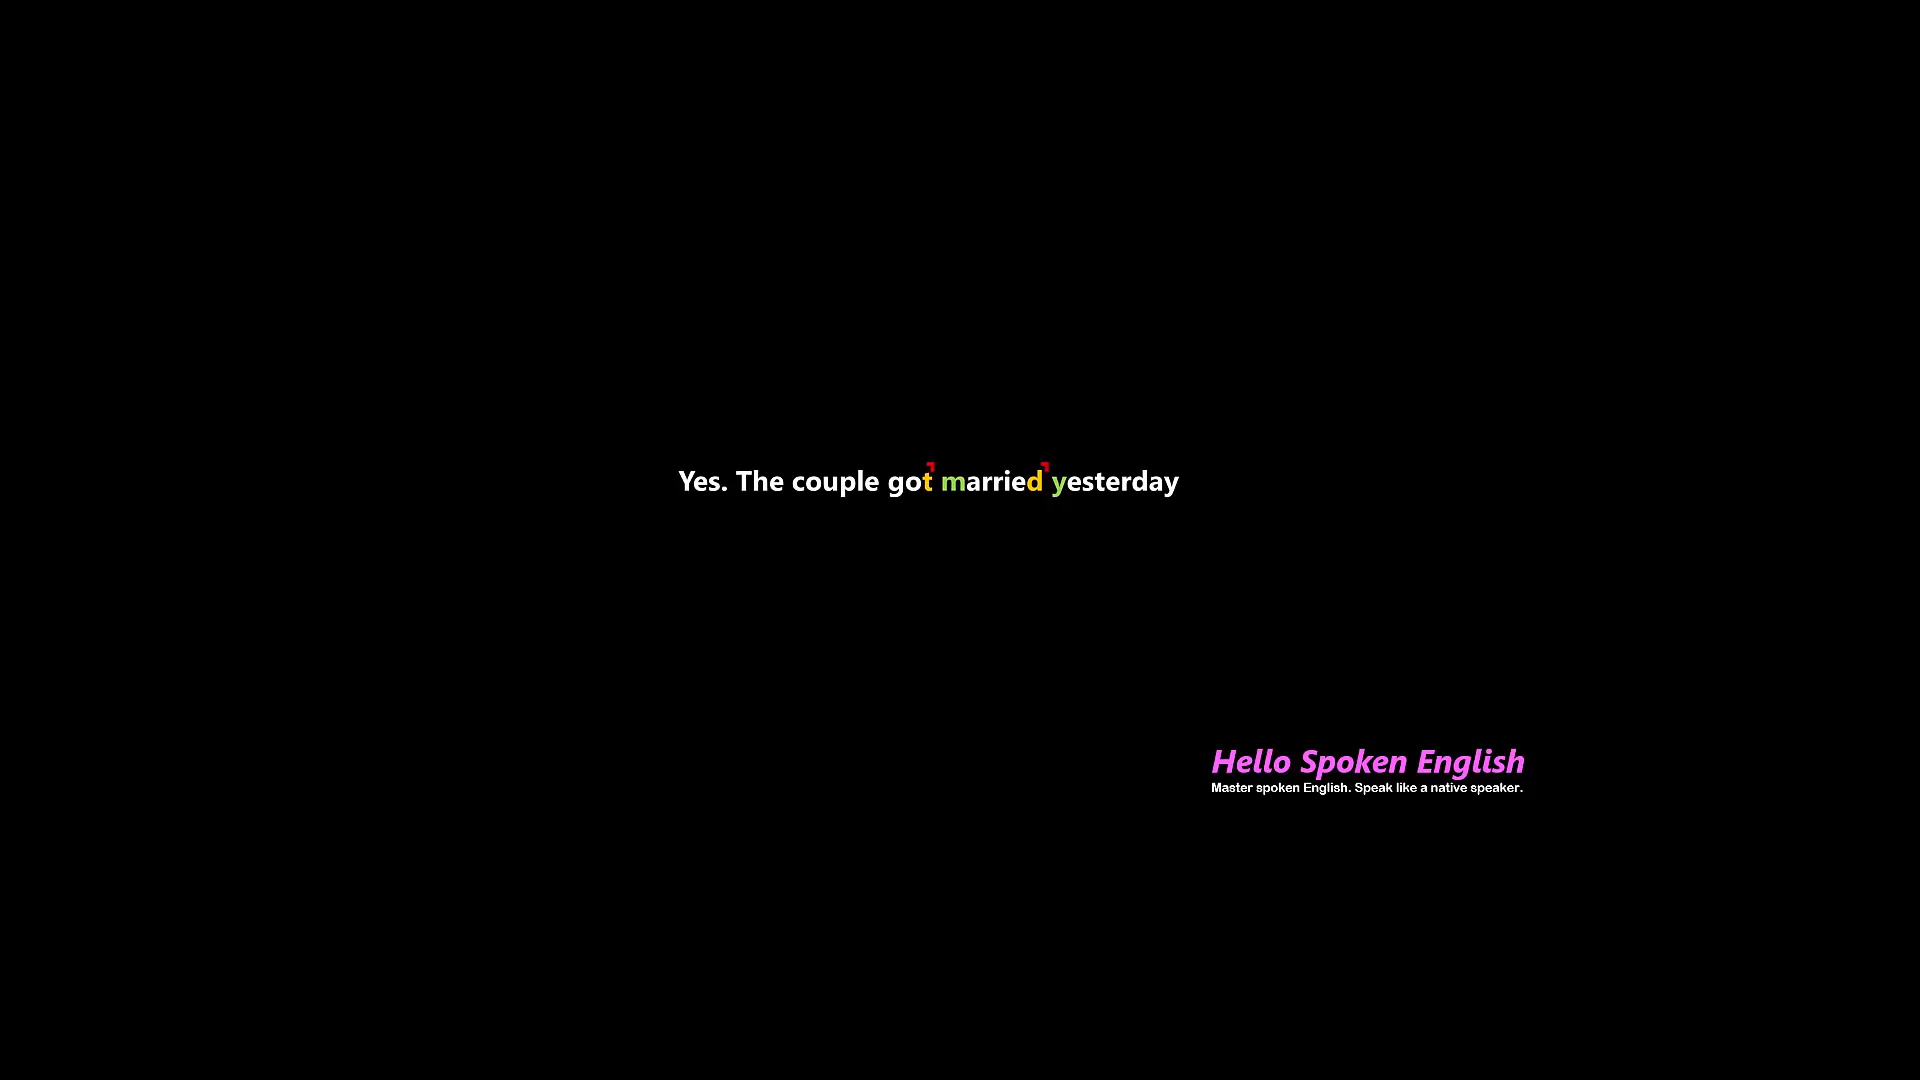 Yes. The couple got˺ married˺ yesterday
Hello Spoken English
Master spoken English. Speak like a native speaker.